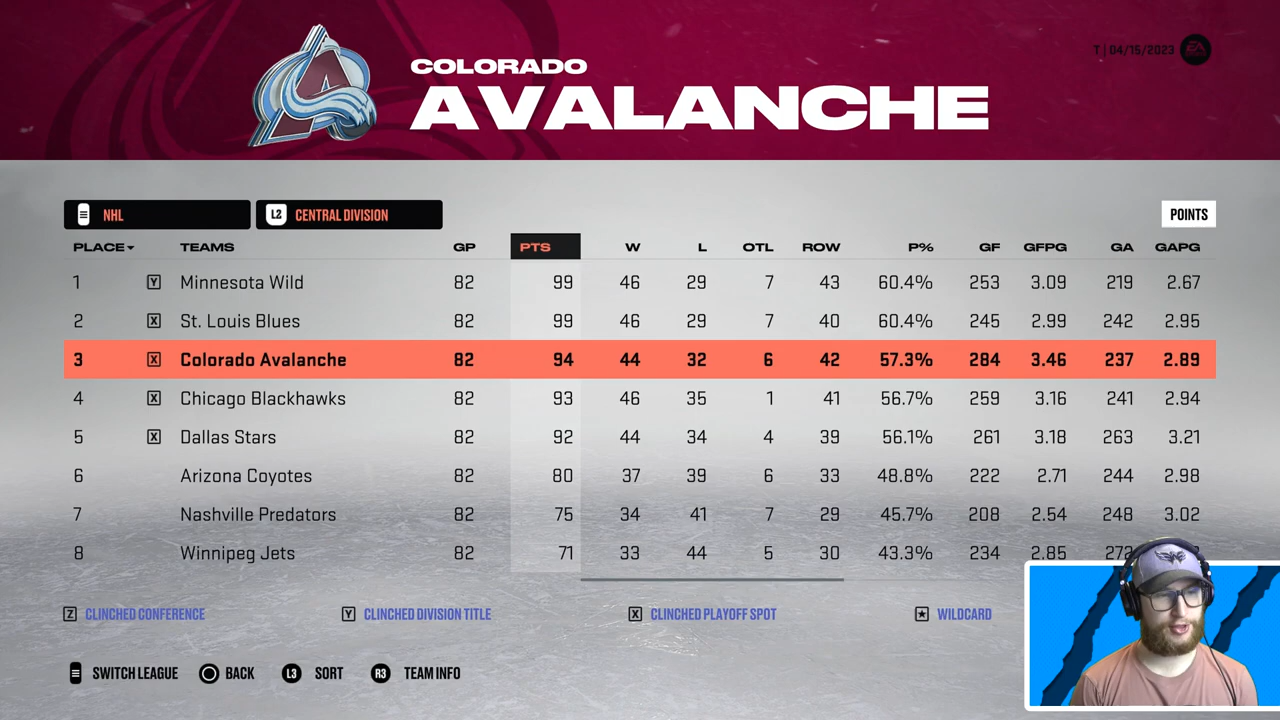 COLORADO
AVALANCHE
T | 04/15/2023 EA
NHL L2 CENTRAL DIVISION POINTS
PLACE TEAMS GP PTS W L OTL ROW P% GF GFPG GA GAPG
1 Y Minnesota Wild 82 99 46 29 7 43 60.4% 253 3.09 219 2.67
2 X St. Louis Blues 82 99 46 29 7 40 60.4% 245 2.99 242 2.95
3 X Colorado Avalanche 82 94 44 32 6 42 57.3% 284 3.46 237 2.89
4 X Chicago Blackhawks 82 93 46 35 1 41 56.7% 259 3.16 241 2.94
5 X Dallas Stars 82 92 44 34 4 39 56.1% 261 3.18 263 3.21
6 Arizona Coyotes 82 80 37 39 6 33 48.8% 222 2.71 244 2.98
7 Nashville Predators 82 75 34 41 7 29 45.7% 208 2.54 248 3.02
8 Winnipeg Jets 82 71 33 44 5 30 43.3% 234 2.85
Z CLINCHED CONFERENCE Y CLINCHED DIVISION TITLE X CLINCHED PLAYOFF SPOT WILDCARD
SWITCH LEAGUE BACK L3 SORT R3 TEAM INFO